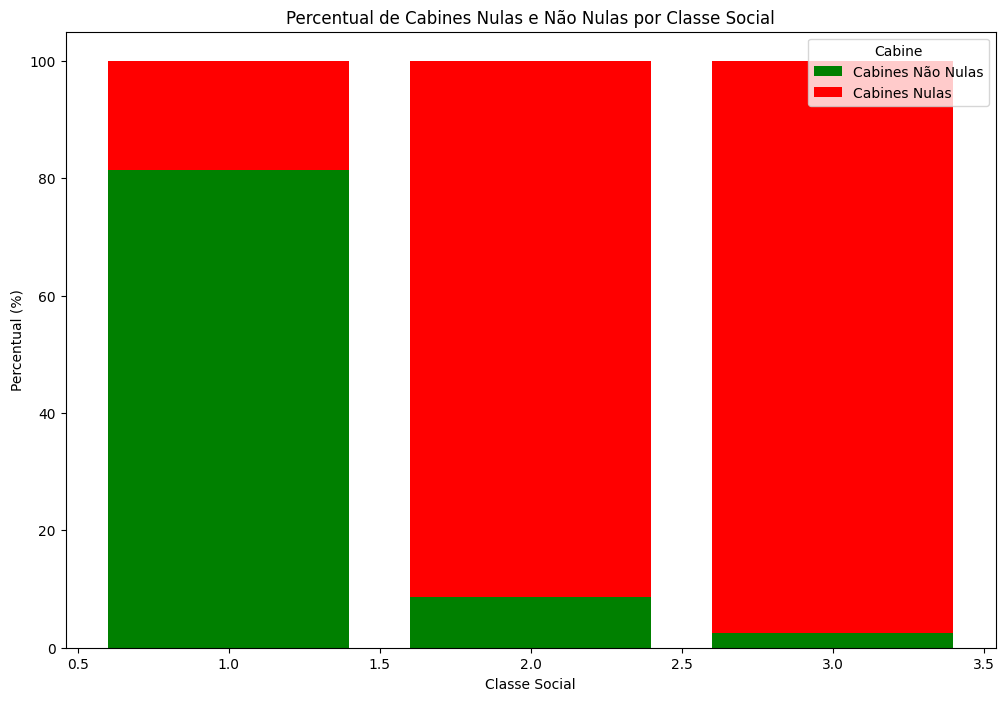 Percentual de Cabines Nulas e Não Nulas por Classe Social
Cabine
Cabines Não Nulas
Cabines Nulas
Percentual (%)
100
80
60
40
20
0
0.5
1.0
1.5
2.0
2.5
3.0
3.5
Classe Social